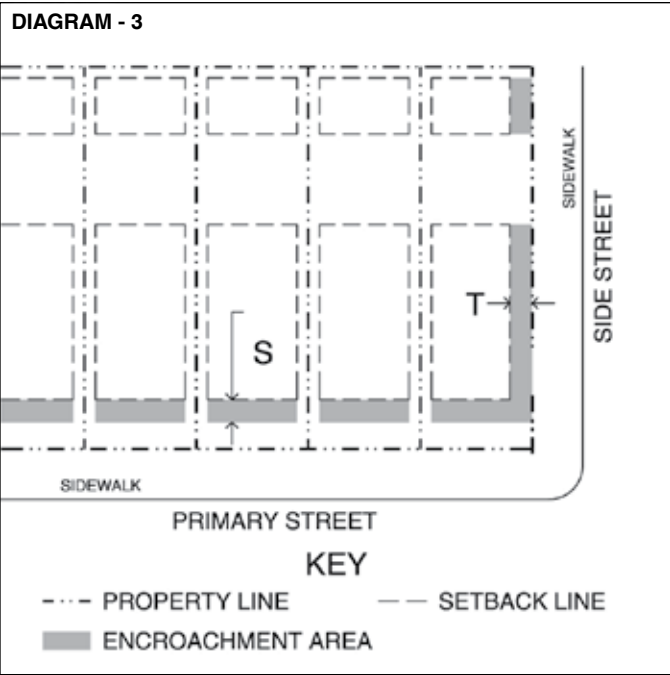 DIAGRAM - 3
SIDEWALK
SIDE STREET
T
S
SIDEWALK
PRIMARY STREET
KEY
PROPERTY LINE
SETBACK LINE
ENCROACHMENT AREA